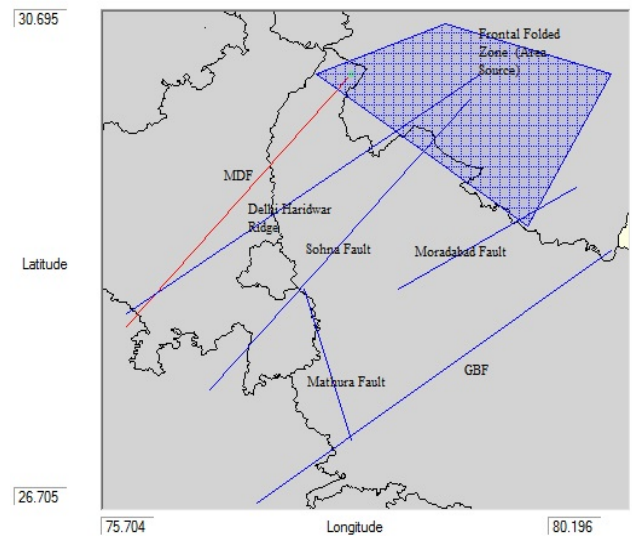 30.695
Frontal Folded
Zone (Area
Source)
MDF
Delhi Haridwar
Ridge
Sohna Fault
Moradabad Fault
Latitude
Mathura Fault
GBF
26.705
75.704
Longitude
80.196